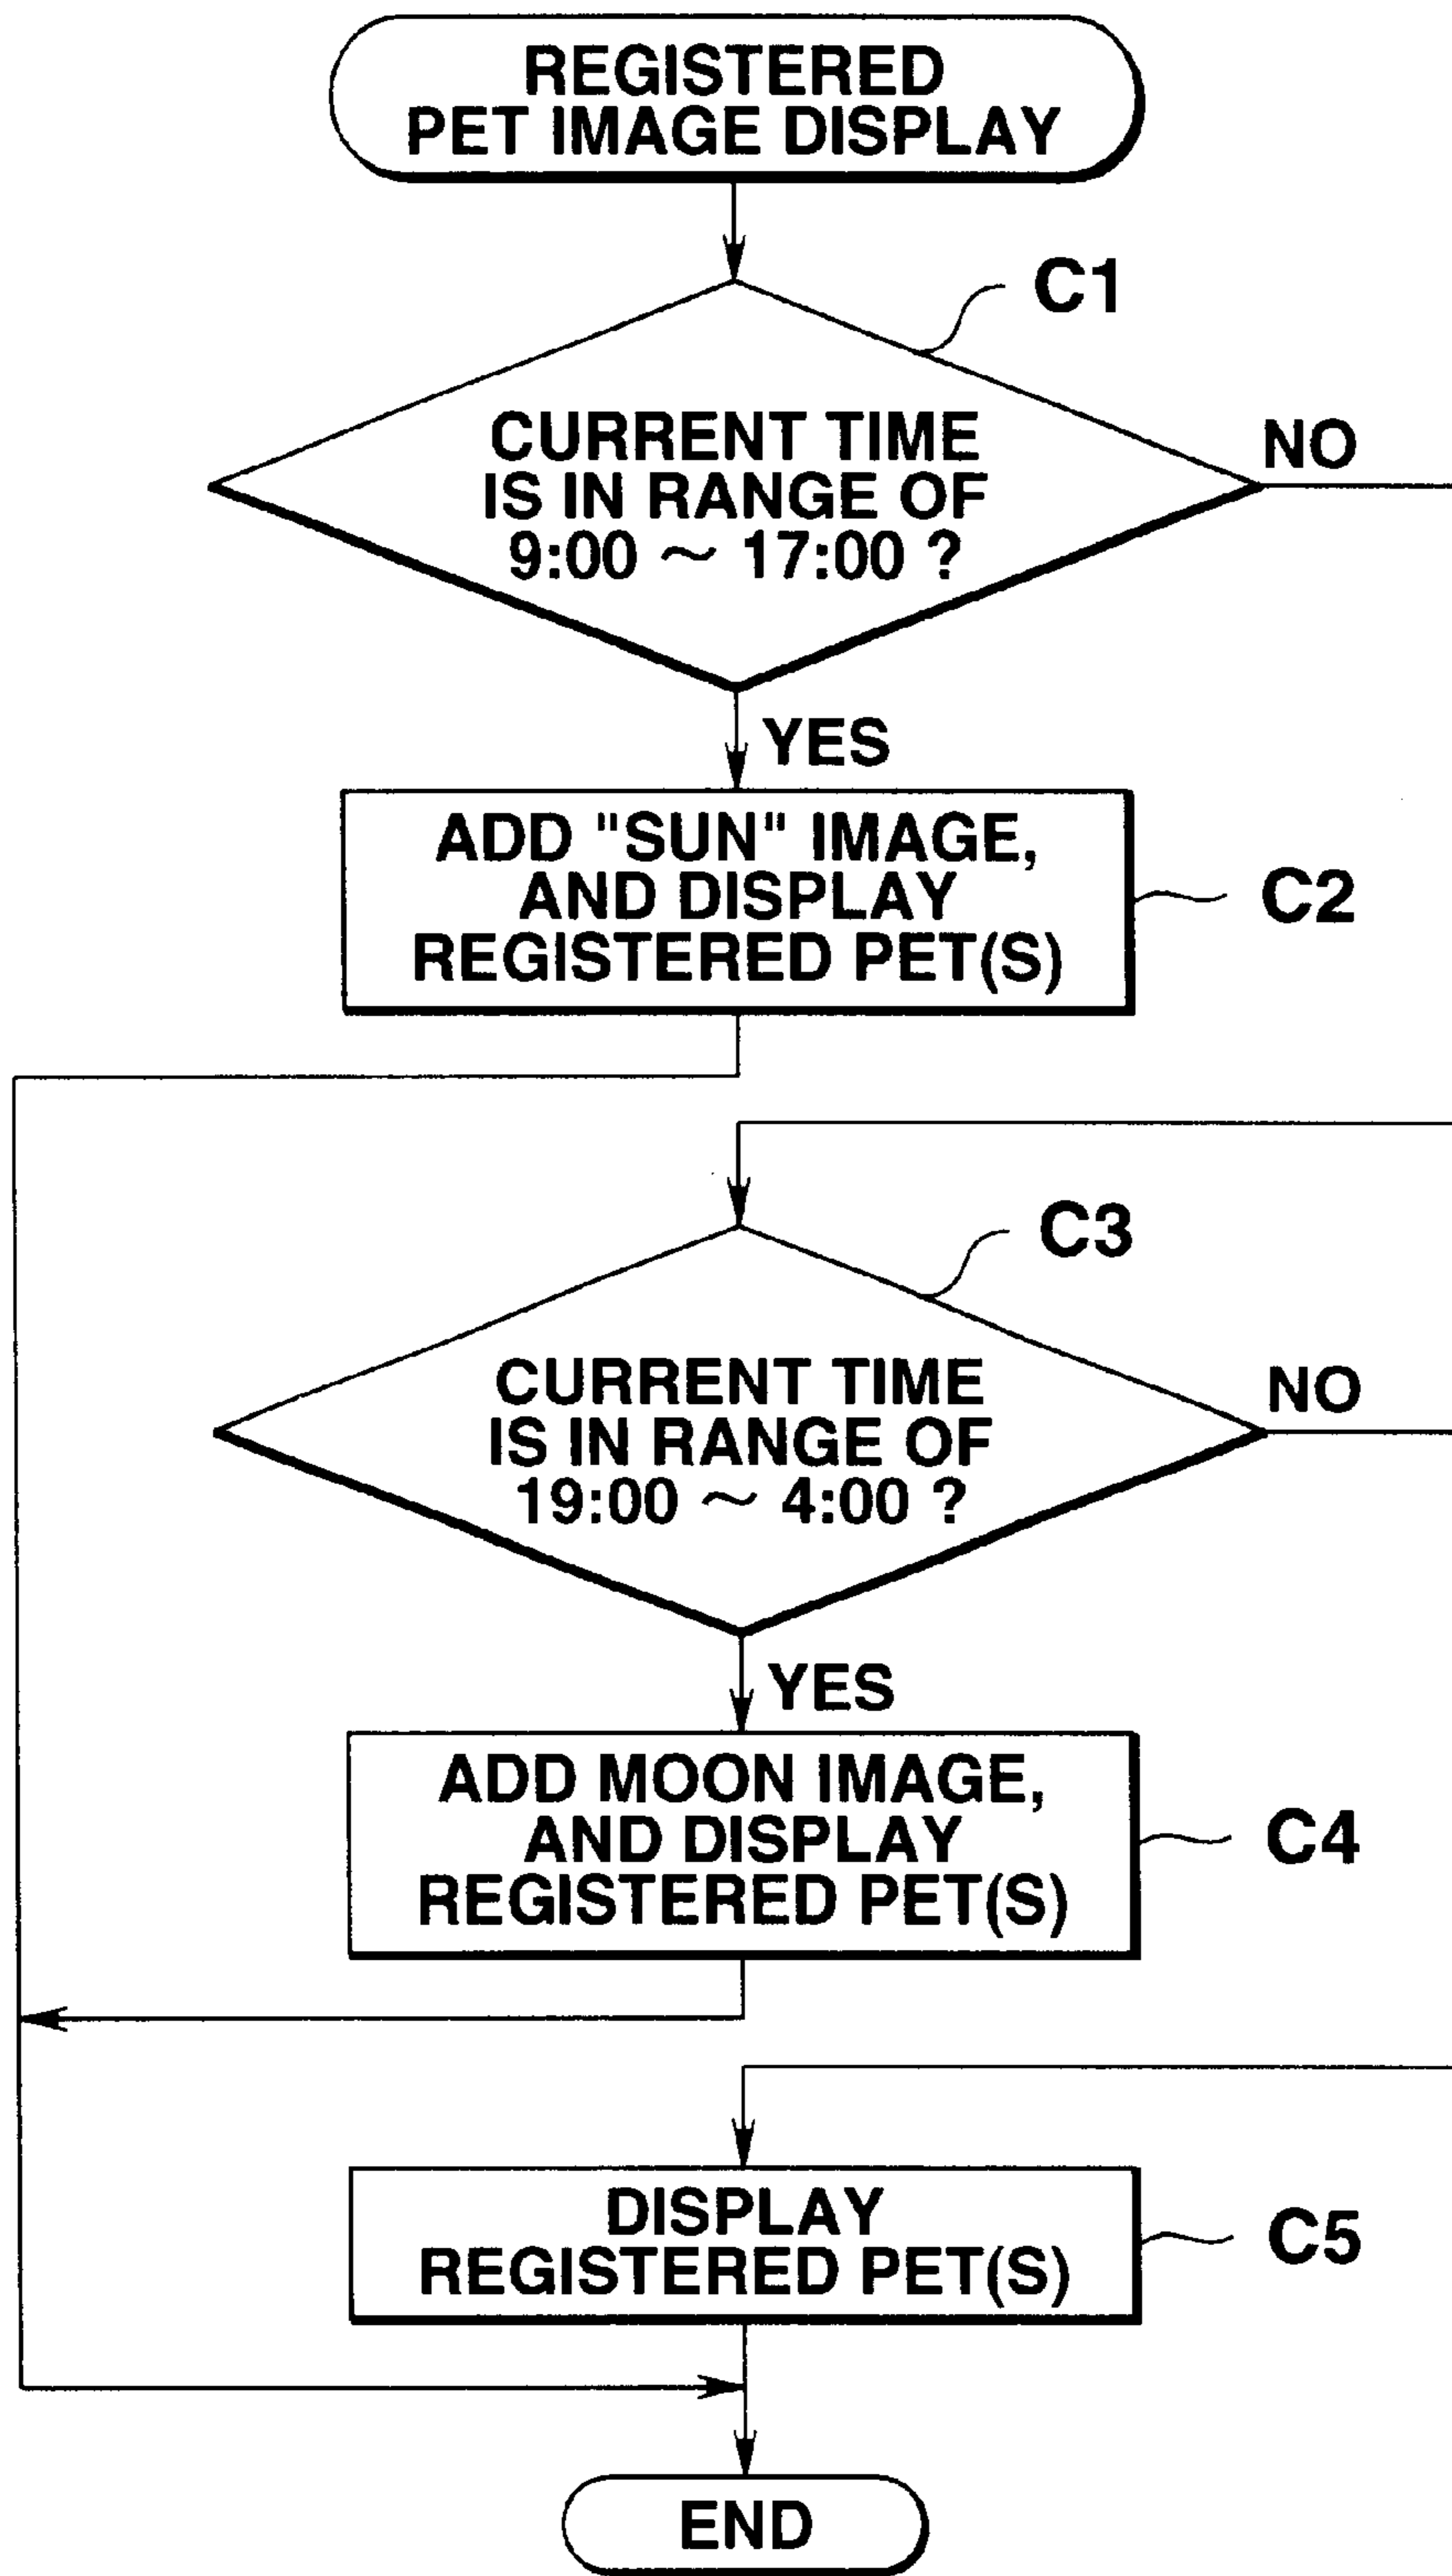 REGISTERED
PET IMAGE DISPLAY
C1
CURRENT TIME
IS IN RANGE OF
9:00 ~ 17:00 ?
NO
YES
ADD "SUN" IMAGE,
AND DISPLAY
REGISTERED PET(S)
C2
C3
CURRENT TIME
IS IN RANGE OF
19:00 ~ 4:00 ?
NO
YES
ADD MOON IMAGE,
AND DISPLAY
REGISTERED PET(S)
C4
DISPLAY
REGISTERED PET(S)
C5
END